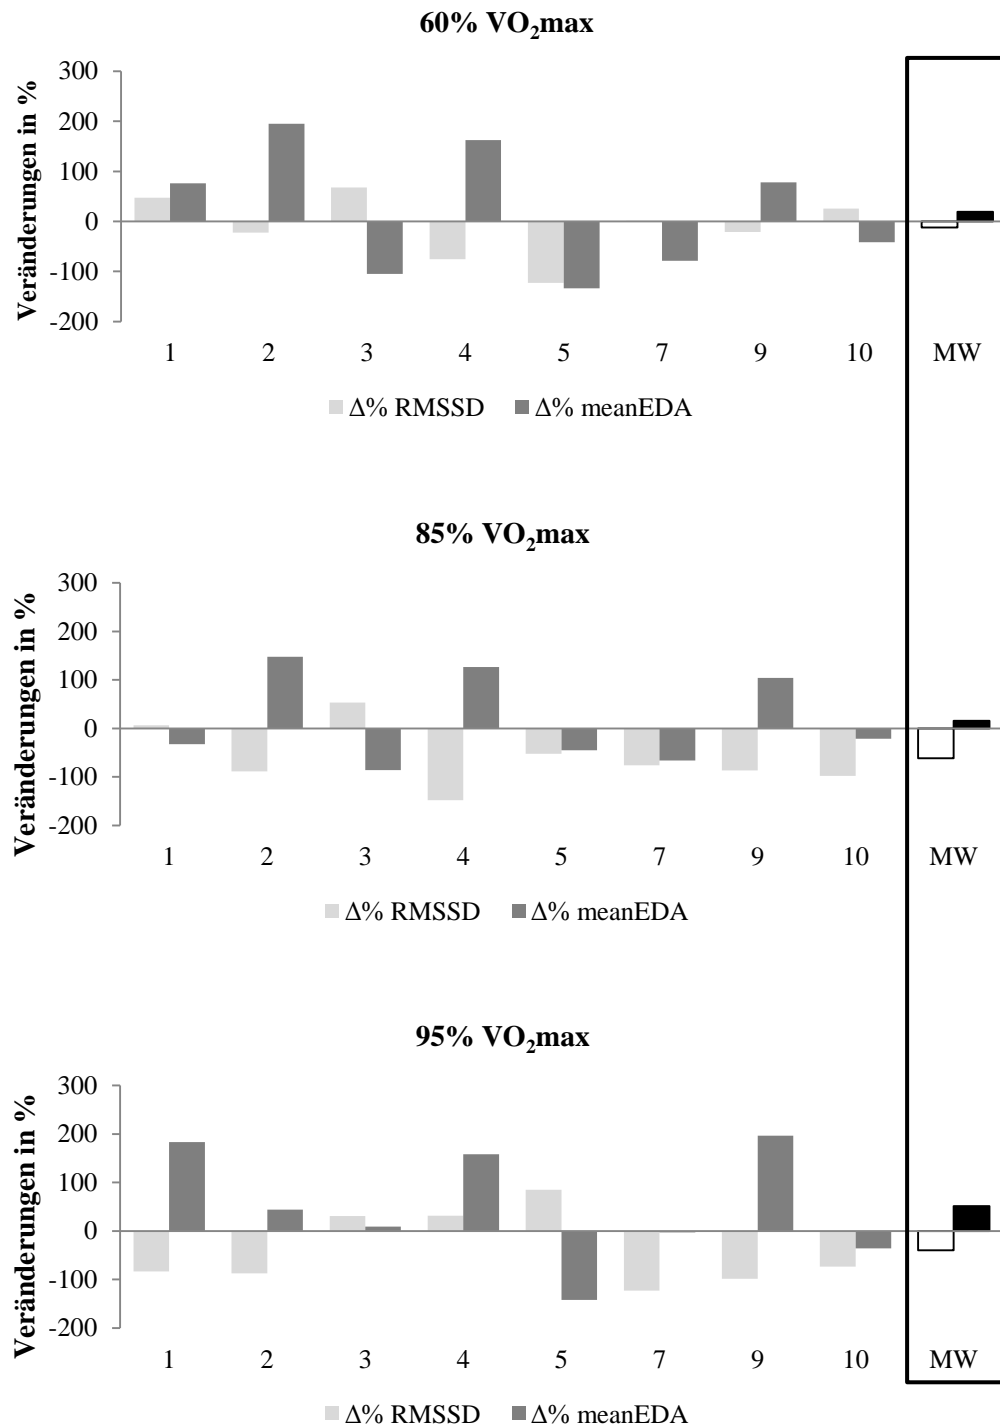 60% VO₂max
Veränderungen in %
300
200
100
0
-100
-200
1 2 3 4 5 7 9 10 MW
Δ% RMSSD Δ% meanEDA
85% VO₂max
Veränderungen in %
300
200
100
0
-100
-200
1 2 3 4 5 7 9 10 MW
Δ% RMSSD Δ% meanEDA
95% VO₂max
Veränderungen in %
300
200
100
0
-100
-200
1 2 3 4 5 7 9 10 MW
Δ% RMSSD Δ% meanEDA